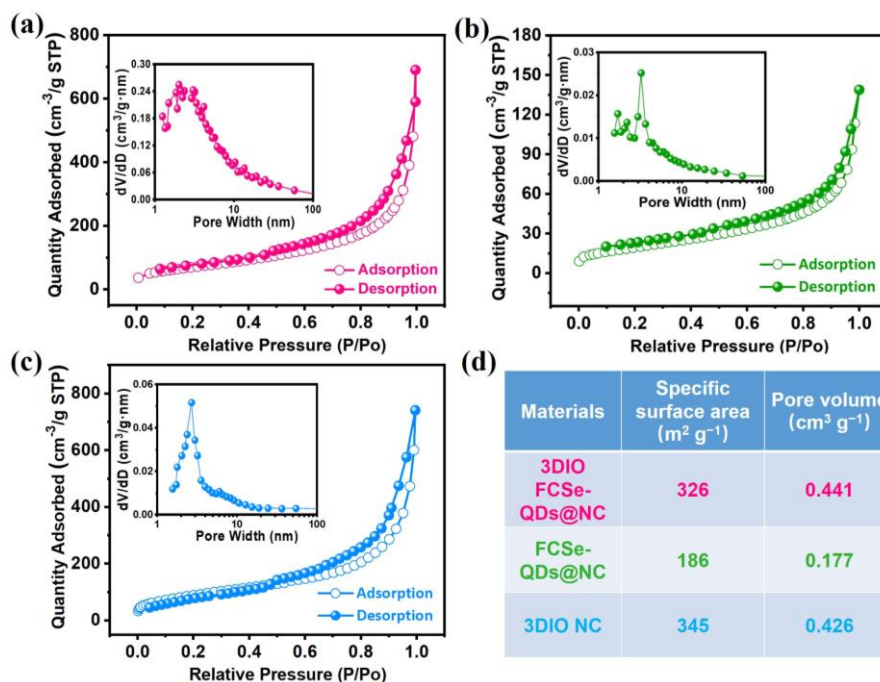 (a)
800
600
400
200
0
Quantity Adsorbed (cm⁻³/g STP)
0.30
0.24
0.18
0.12
0.06
0.00
dV/dD (cm³/g·nm)
1
10
100
Pore Width (nm)
Adsorption
Desorption
0.0 0.2 0.4 0.6 0.8 1.0
Relative Pressure (P/Po)
(b)
180
150
120
90
60
30
0
Quantity Adsorbed (cm⁻³/g STP)
0.03
0.02
0.01
0.00
dV/dD (cm³/g·nm)
1
10
100
Pore Width (nm)
Adsorption
Desorption
0.0 0.2 0.4 0.6 0.8 1.0
Relative Pressure (P/Po)
(c)
800
600
400
200
0
Quantity Adsorbed (cm⁻³/g STP)
0.06
0.04
0.02
0.00
dV/dD (cm³/g·nm)
1
10
100
Pore Width (nm)
Adsorption
Desorption
0.0 0.2 0.4 0.6 0.8 1.0
Relative Pressure (P/Po)
(d)
Materials
Specific
surface area
(m² g⁻¹)
Pore volume
(cm³ g⁻¹)
3DIO
FCSe-
QDs@NC
326
0.441
FCSe-
QDs@NC
186
0.177
3DIO NC
345
0.426